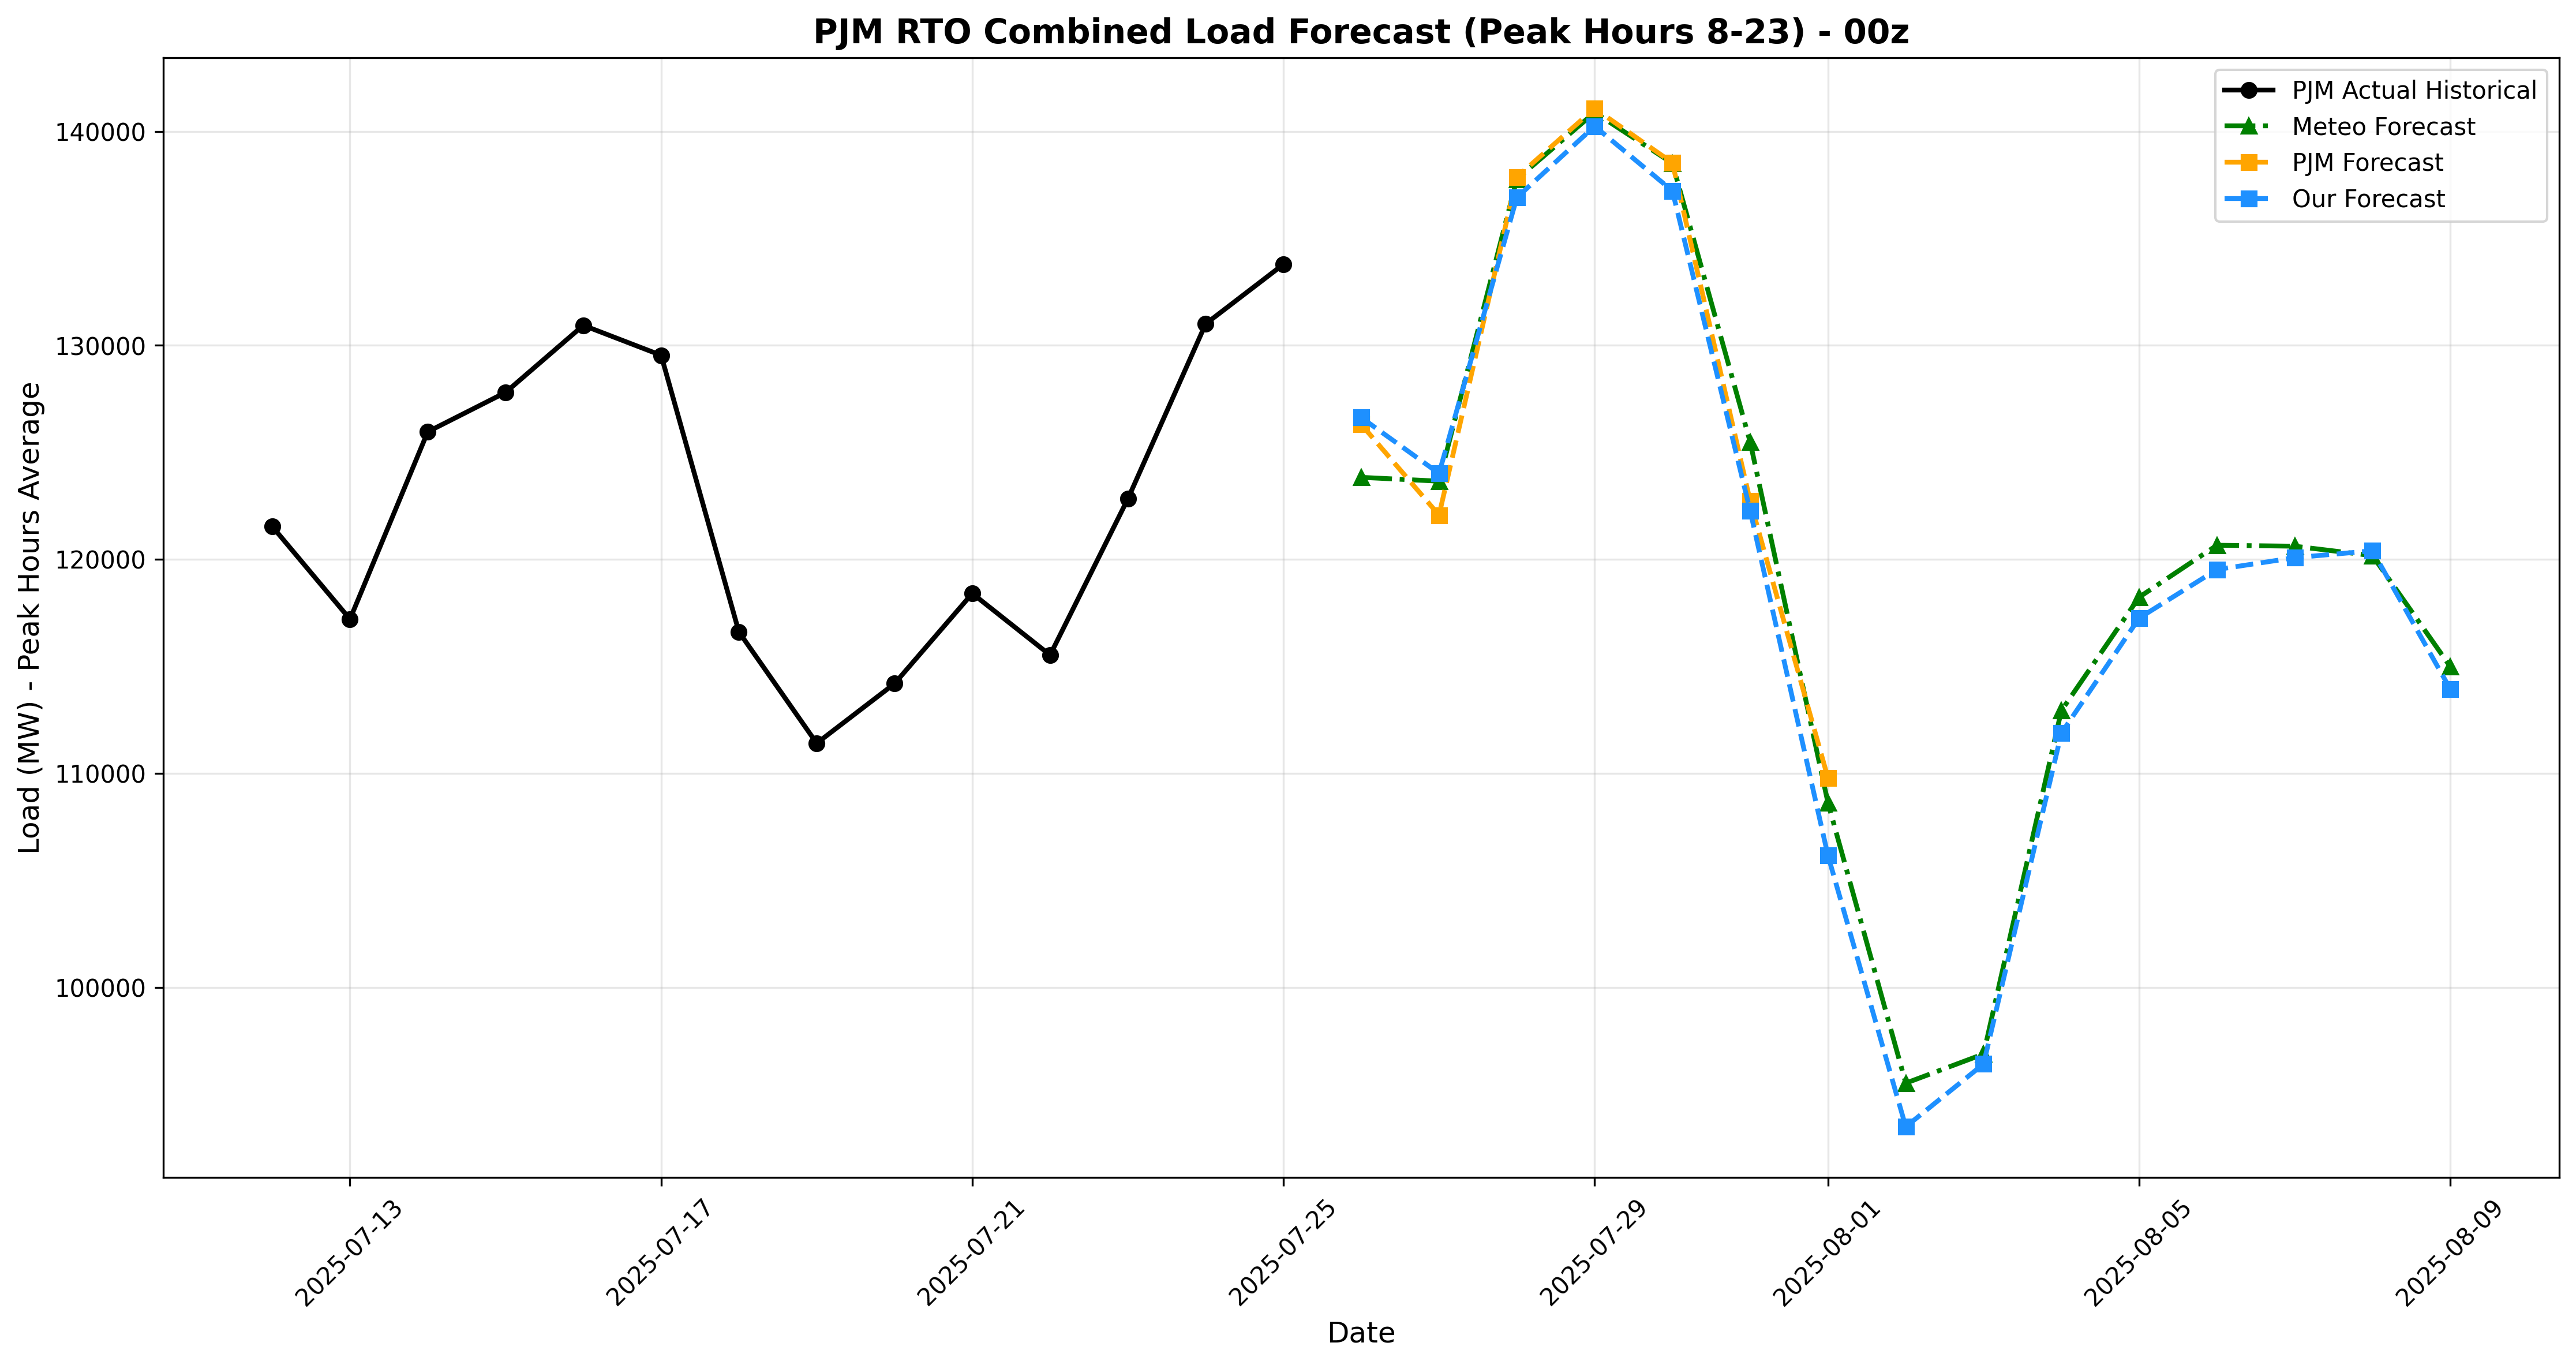 PJM RTO Combined Load Forecast (Peak Hours 8-23) - 00z
PJM Actual Historical
Meteo Forecast
PJM Forecast
Our Forecast
Load (MW) - Peak Hours Average
140000
130000
120000
110000
100000
2025-07-13
2025-07-17
2025-07-21
2025-07-25
2025-07-29
2025-08-01
2025-08-05
2025-08-09
Date